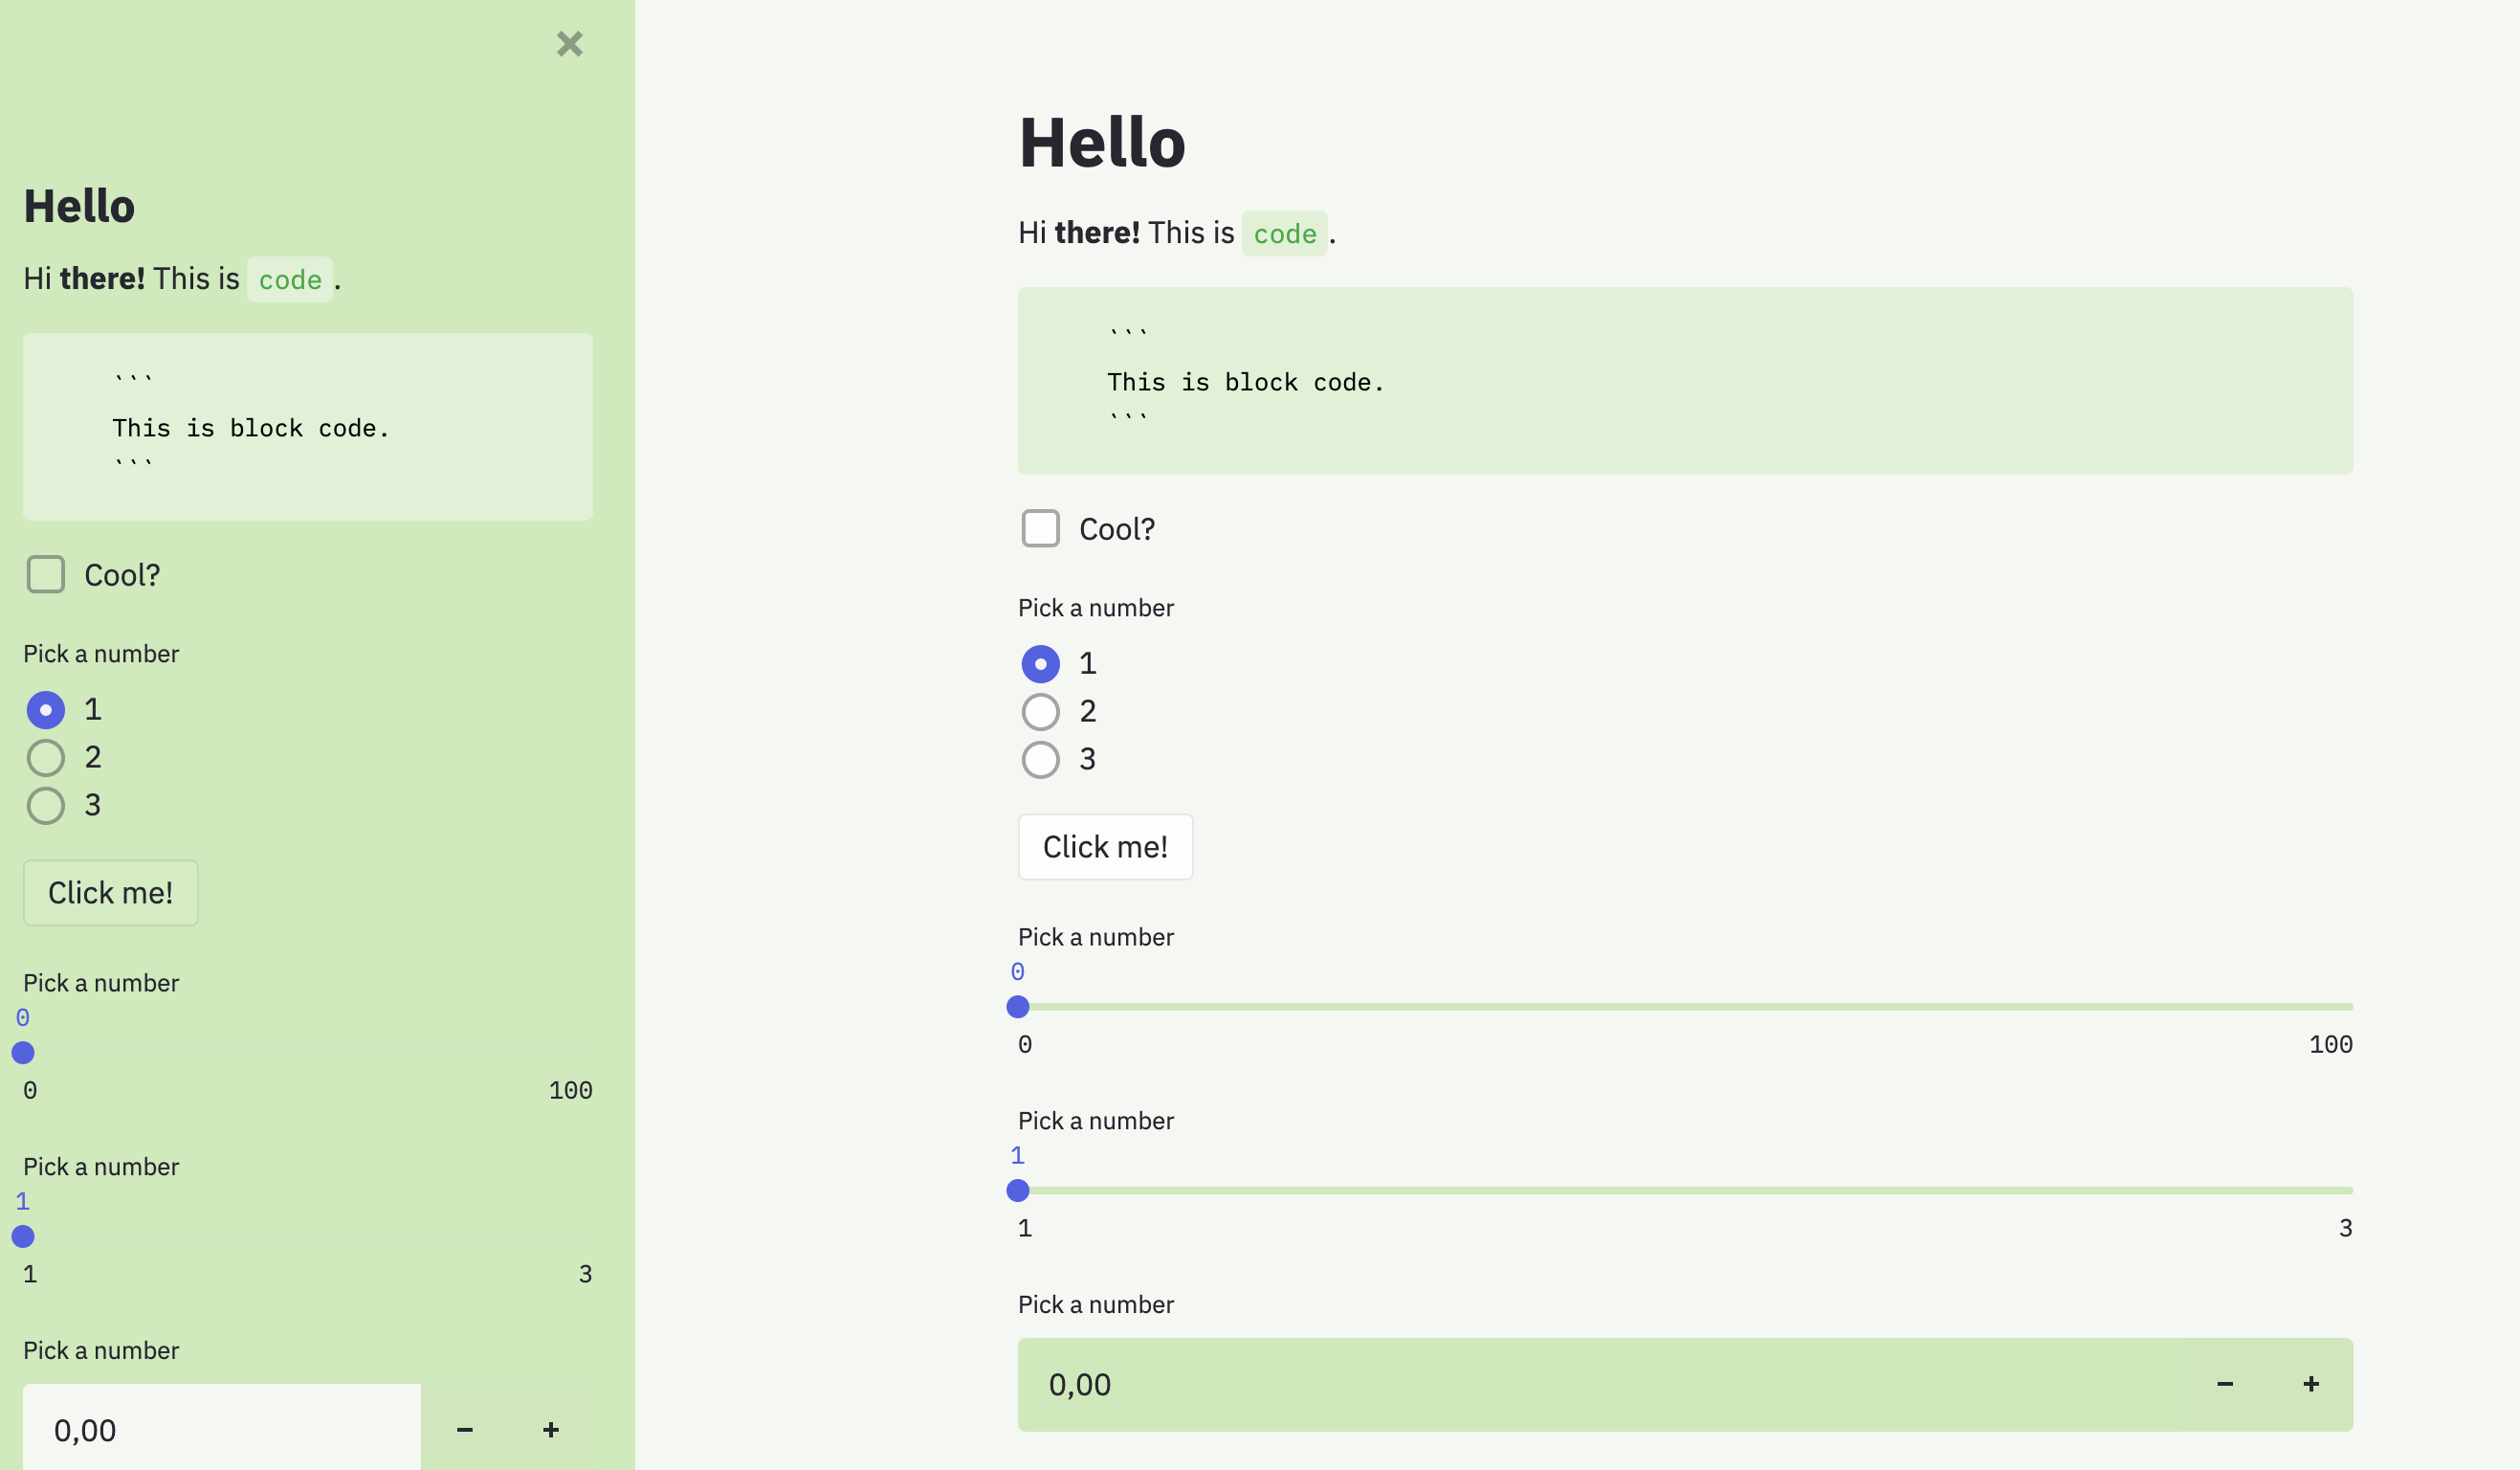 Hello
Hi there! This is code.
```
This is block code.
```
Cool?
Pick a number
1
2
3
Click me!
Pick a number
0
0 100
Pick a number
1
1 3
Pick a number
0,00 − +
Hello
Hi there! This is code.
```
This is block code.
```
Cool?
Pick a number
1
2
3
Click me!
Pick a number
0
0 100
Pick a number
1
1 3
Pick a number
0,00 − +